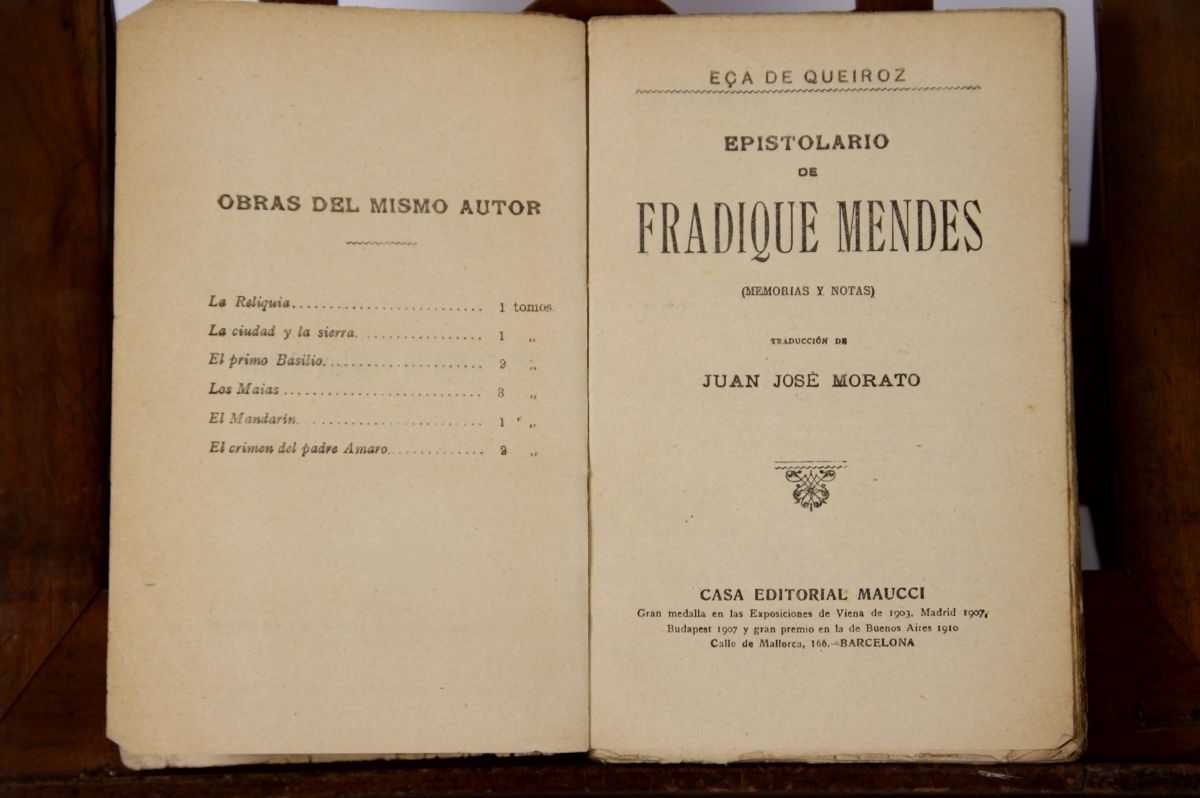 OBRAS DEL MISMO AUTOR
La Reliquia.......................... 1 tomos.
La ciudad y la sierra................. 1 „
El primo Basilio....................... 2 „
Los Maias............................ 3 „
El Mandarín.......................... 1 „
El crimen del padre Amaro.............. 2 „
EÇA DE QUEIROZ
EPISTOLARIO
DE
FRADIQUE MENDES
(MEMORIAS Y NOTAS)
TRADUCCIÓN DE
JUAN JOSÉ MORATO
CASA EDITORIAL MAUCCI
Gran medalla en las Exposiciones de Viena de 1903, Madrid 1907,
Budapest 1907 y gran premio en la de Buenos Aires 1910
Calle de Mallorca, 166.—BARCELONA